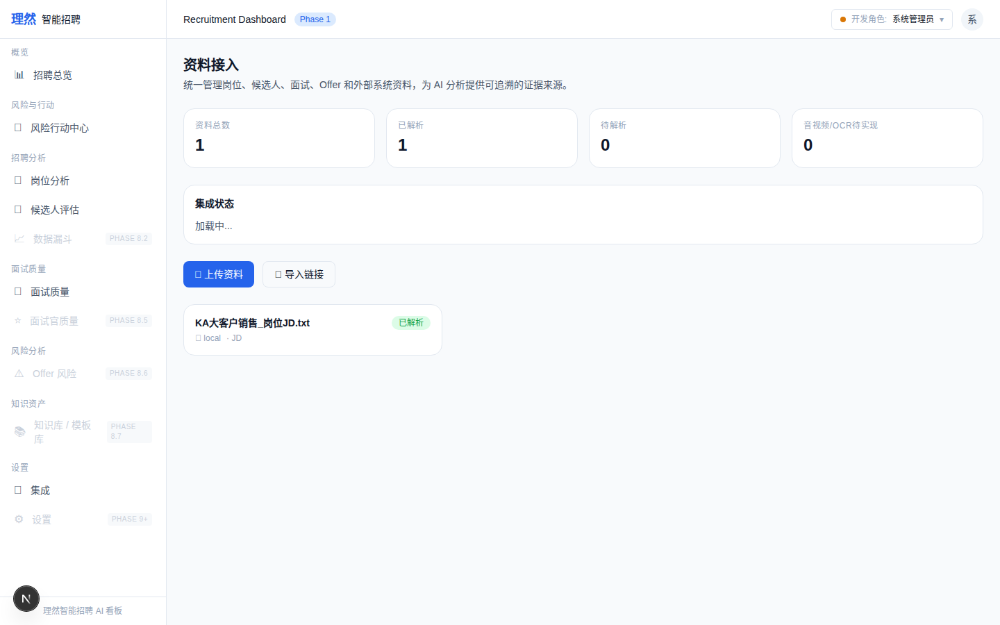 理然 智能招聘
Recruitment Dashboard Phase 1
开发角色: 系统管理员 ▾
系
概览
招聘总览
风险与行动
风险行动中心
招聘分析
岗位分析
候选人评估
数据漏斗 PHASE 8.2
面试质量
面试质量
面试官质量 PHASE 8.5
风险分析
Offer 风险 PHASE 8.6
知识资产
知识库 / 模板
库
PHASE
8.7
设置
集成
设置 PHASE 9+
理然智能招聘 AI 看板
资料接入
统一管理岗位、候选人、面试、Offer 和外部系统资料，为 AI 分析提供可追溯的证据来源。
资料总数
1
已解析
1
待解析
0
音视频/OCR待实现
0
集成状态
加载中...
上传资料
导入链接
KA大客户销售_岗位JD.txt
已解析
local · JD